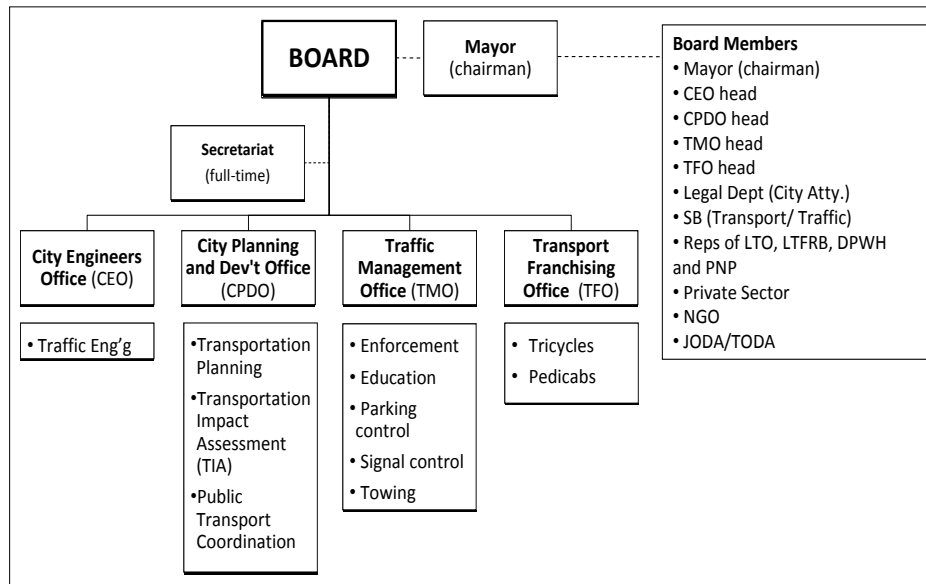 BOARD
Mayor
(chairman)
Board Members
• Mayor (chairman)
• CEO head
• CPDO head
• TMO head
• TFO head
• Legal Dept (City Atty.)
• SB (Transport/ Traffic)
• Reps of LTO, LTFRB, DPWH
and PNP
• Private Sector
• NGO
• JODA/TODA
Secretariat
(full-time)
City Engineers
Office (CEO)
• Traffic Eng’g
City Planning
and Dev't Office
(CPDO)
•Transportation
Planning
•Transportation
Impact
Assessment
(TIA)
•Public
Transport
Coordination
Traffic
Management
Office (TMO)
• Enforcement
• Education
• Parking
control
• Signal control
• Towing
Transport
Franchising
Office (TFO)
• Tricycles
• Pedicabs